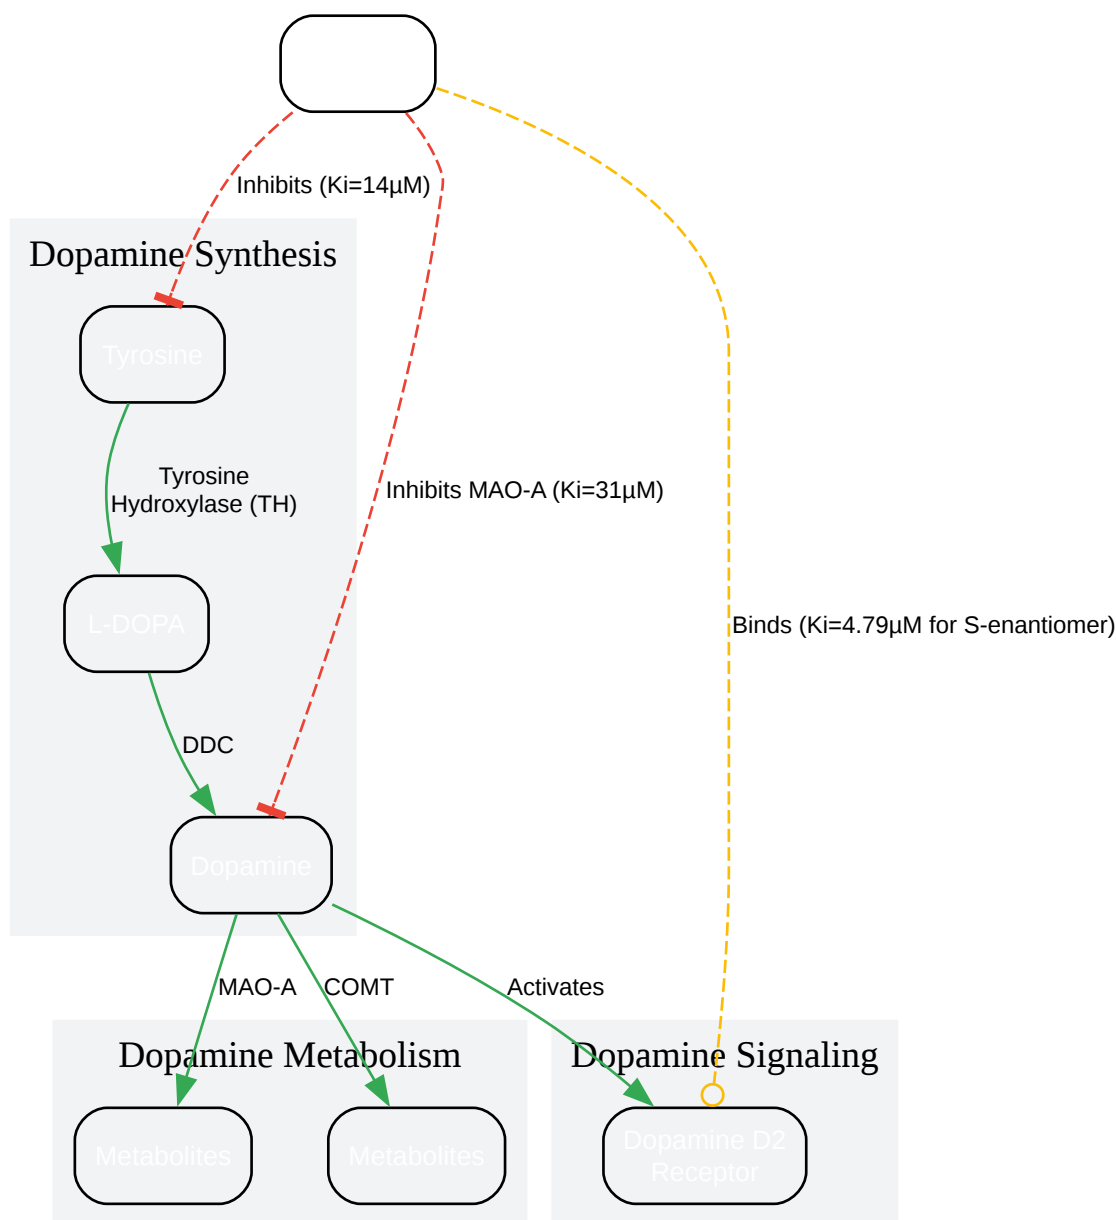 Inhibits (Ki=14µM)
Dopamine Synthesis
Tyrosine
Tyrosine
Hydroxylase (TH)
Inhibits MAO-A (Ki=31µM)
L-DOPA
Binds (Ki=4.79µM for S-enantiomer)
DDC
Dopamine
MAO-A
COMT
Activates
Dopamine Metabolism
Dopamine Signaling
Metabolites
Metabolites
Dopamine D2
Receptor